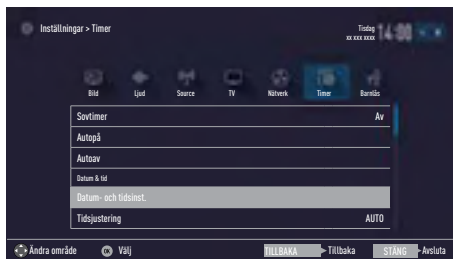 Inställningar > Timer
Tisdag
xx xxx xxxx
14:00
Bild Ljud Source TV Nätverk Timer Barnlås
Sovtimer Av
Autopå
Autoav
Datum & tid
Datum- och tidsinst.
Tidsjustering AUTO
Ändra område OK Välj TILLBAKA Tillbaka STÄNG Avsluta